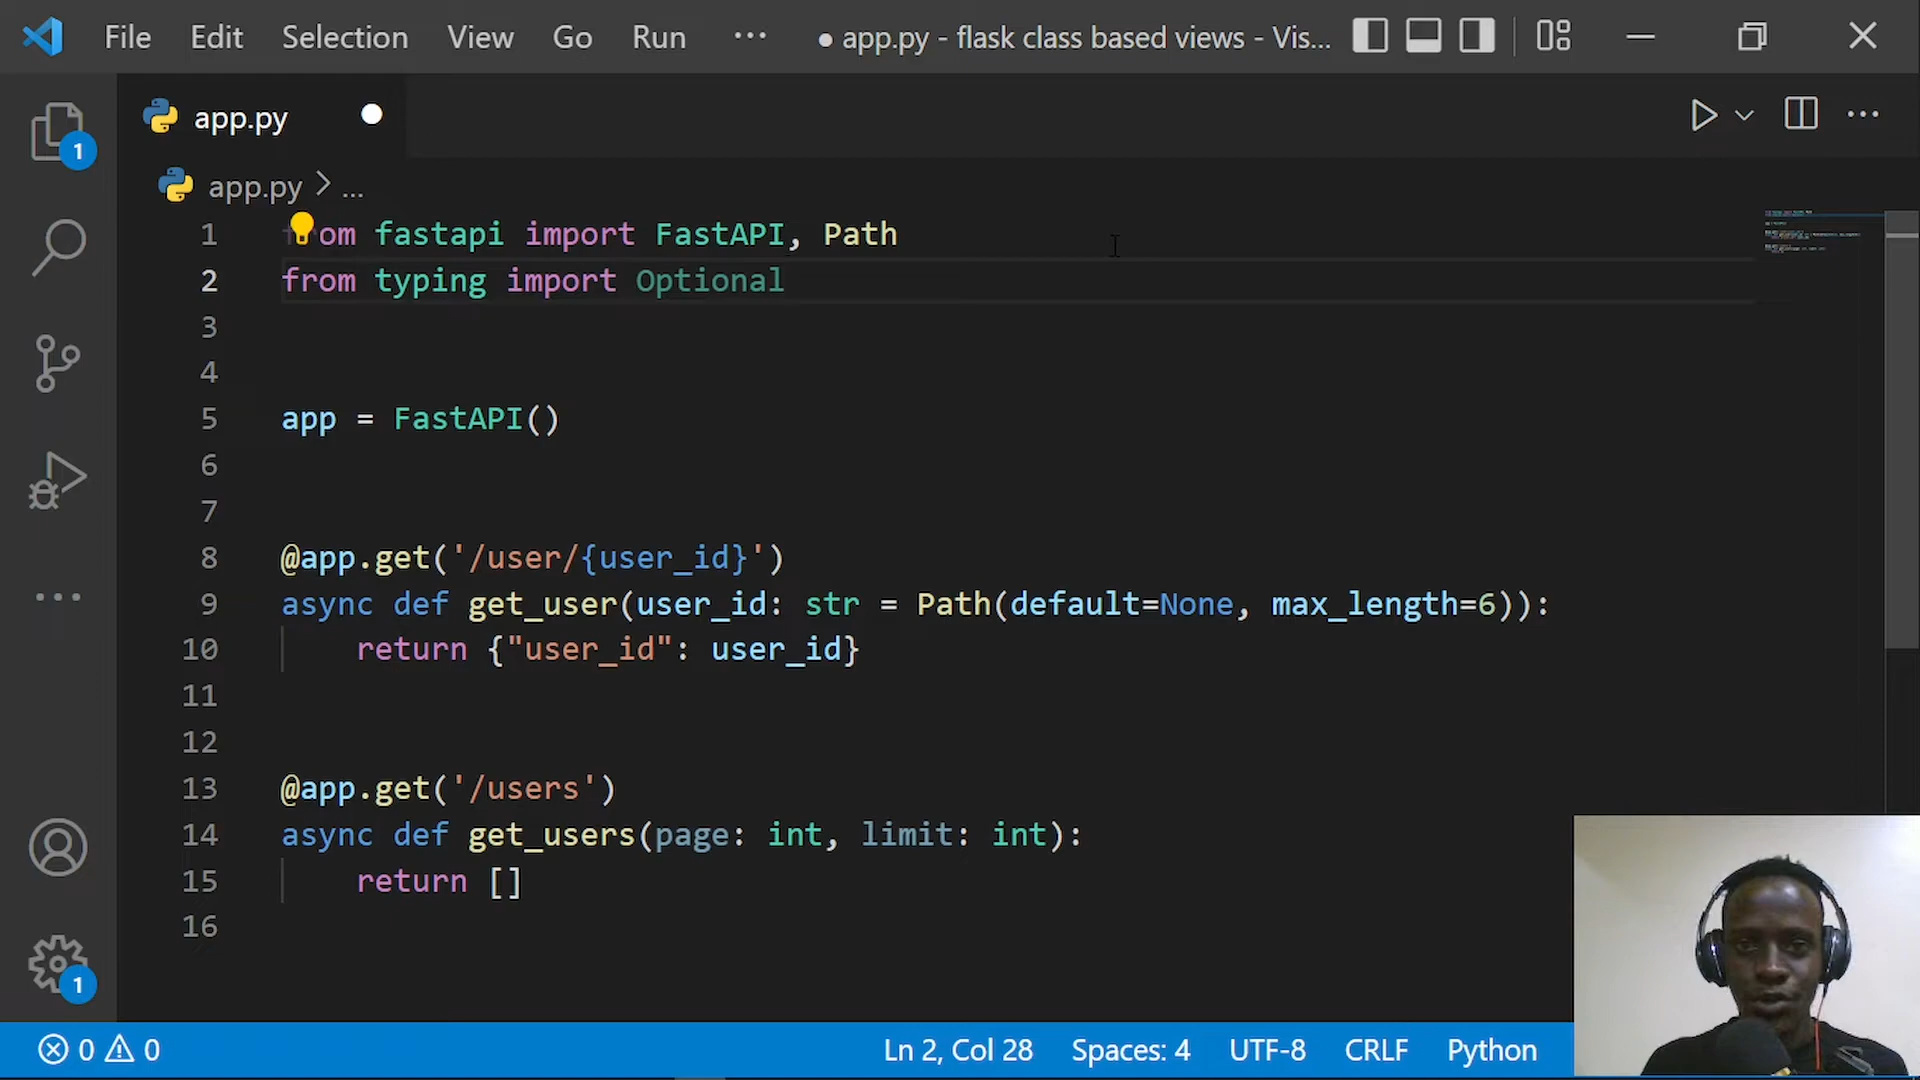 File Edit Selection View Go Run ··· ● app.py - flask class based views - Vis...
app.py
1
app.py > ...
1 from fastapi import FastAPI, Path
2 from typing import Optional
3
4
5 app = FastAPI()
6
7
8 @app.get('/user/{user_id}')
9 async def get_user(user_id: str = Path(default=None, max_length=6)):
10 return {"user_id": user_id}
11
12
13 @app.get('/users')
14 async def get_users(page: int, limit: int):
15 return []
16
1
0 0 Ln 2, Col 28 Spaces: 4 UTF-8 CRLF Python